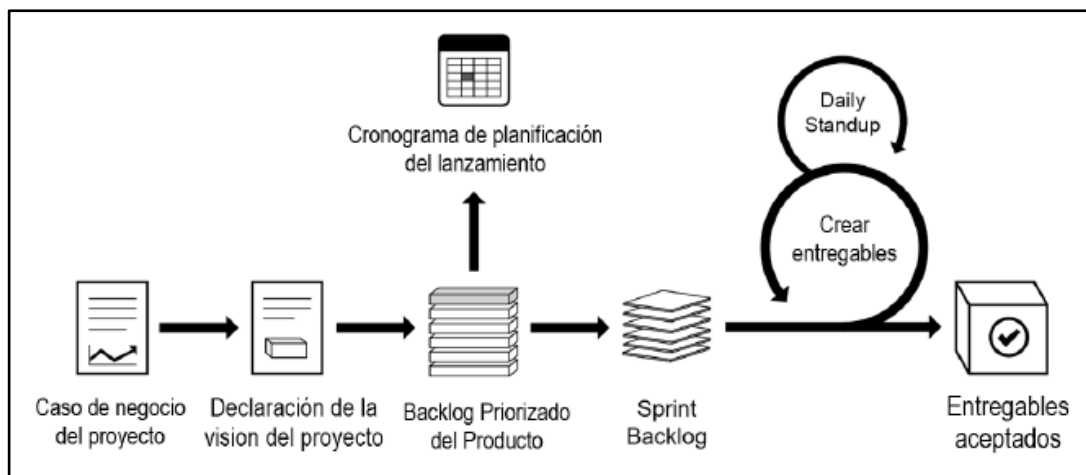 Cronograma de planificación
del lanzamiento
Daily
Standup
Crear
entregables
Caso de negocio
del proyecto
Declaración de la
vision del proyecto
Backlog Priorizado
del Producto
Sprint
Backlog
Entregables
aceptados